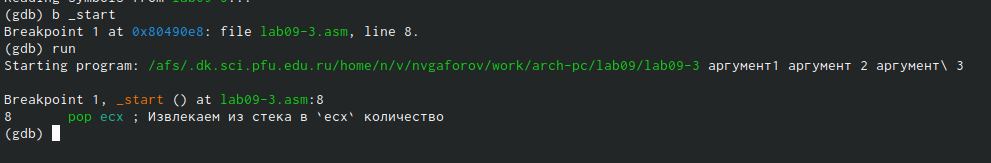 (gdb) b _start
Breakpoint 1 at 0x80490e8: file lab09-3.asm, line 8.
(gdb) run
Starting program: /afs/.dk.sci.pfu.edu.ru/home/n/v/nvgaforov/work/arch-pc/lab09/lab09-3 аргумент1 аргумент 2 аргумент\ 3
Breakpoint 1, _start () at lab09-3.asm:8
8 pop ecx ; Извлекаем из стека в `ecx` количество
(gdb)